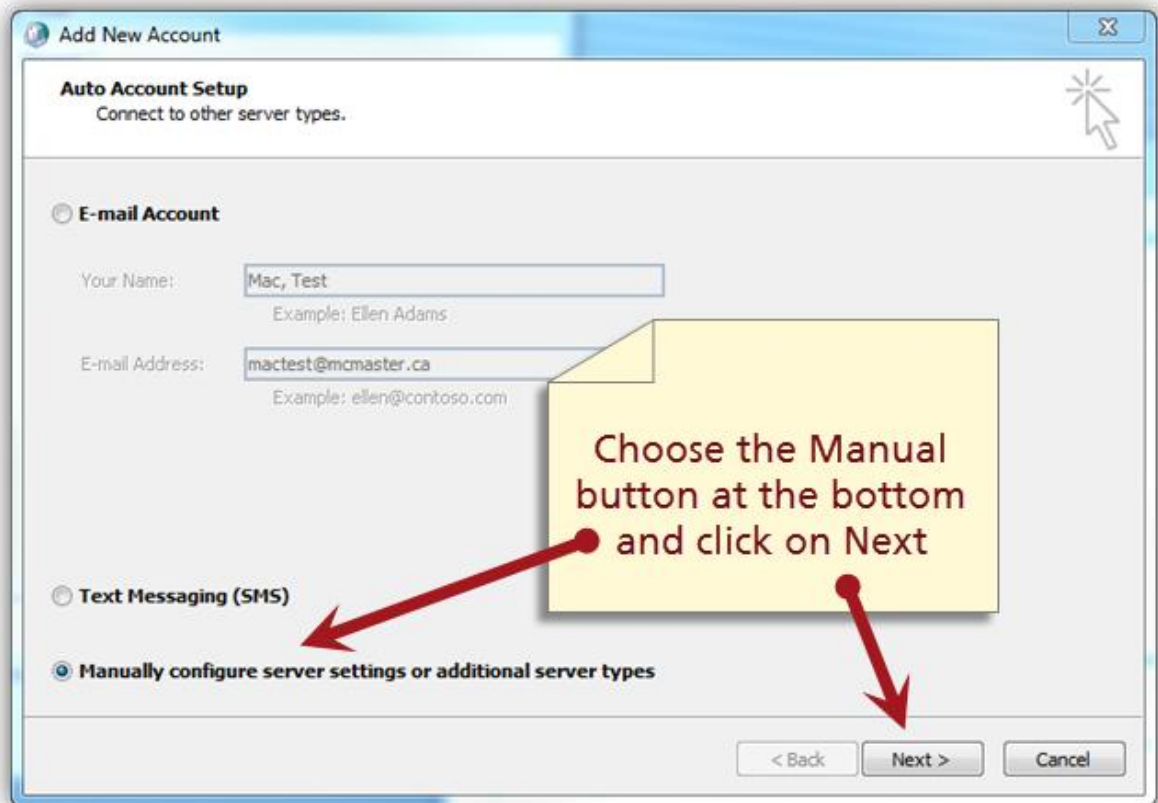 Add New Account
Auto Account Setup
Connect to other server types.
E-mail Account
Your Name: Mac, Test
Example: Ellen Adams
E-mail Address: mactest@mcmaster.ca
Example: ellen@contoso.com
Choose the Manual
button at the bottom
and click on Next
Text Messaging (SMS)
Manually configure server settings or additional server types
< Back Next > Cancel